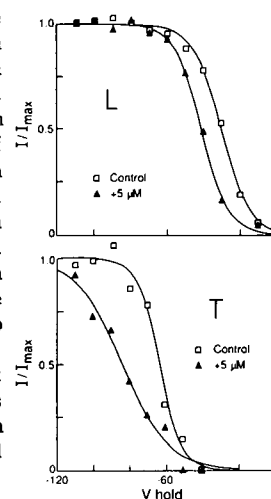 1.0
L
0.5
I/Imax
□ Control
▲ +5 µM
1.0
T
0.5
I/Imax
□ Control
▲ +5 µM
0
-120
-60
V hold